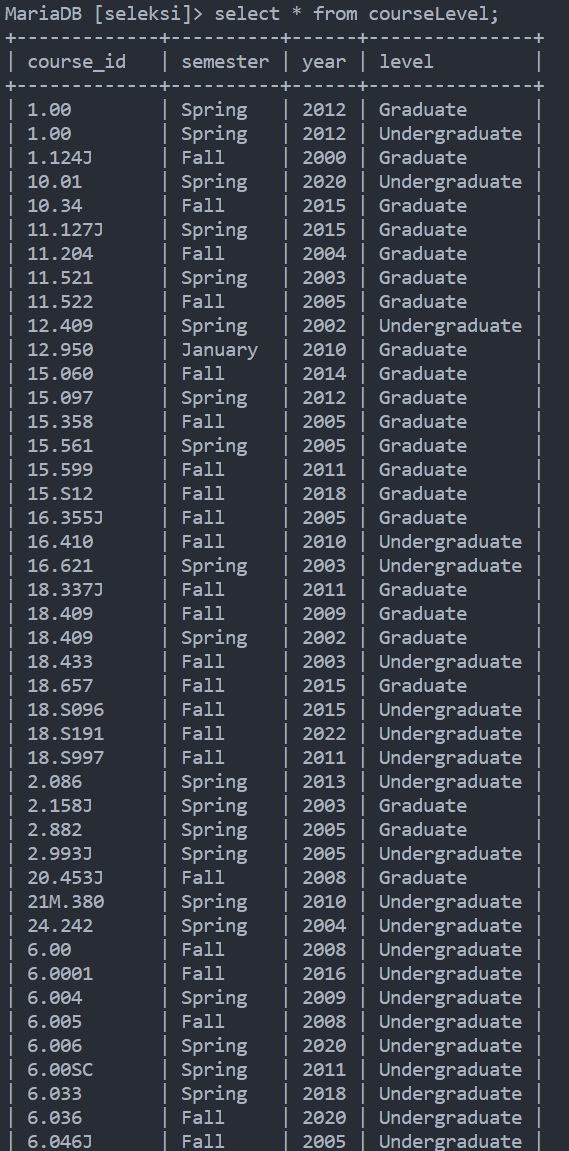 MariaDB [seleksi]> select * from courseLevel;
+-------------+----------+------+---------------+
| course_id   | semester | year | level         |
+-------------+----------+------+---------------+
| 1.00        | Spring   | 2012 | Graduate      |
| 1.00        | Spring   | 2012 | Undergraduate |
| 1.124J      | Fall     | 2000 | Graduate      |
| 10.01       | Spring   | 2020 | Undergraduate |
| 10.34       | Fall     | 2015 | Graduate      |
| 11.127J     | Spring   | 2015 | Graduate      |
| 11.204      | Fall     | 2004 | Graduate      |
| 11.521      | Spring   | 2003 | Graduate      |
| 11.522      | Fall     | 2005 | Graduate      |
| 12.409      | Spring   | 2002 | Undergraduate |
| 12.950      | January  | 2010 | Graduate      |
| 15.060      | Fall     | 2014 | Graduate      |
| 15.097      | Spring   | 2012 | Graduate      |
| 15.358      | Fall     | 2005 | Graduate      |
| 15.561      | Spring   | 2005 | Graduate      |
| 15.599      | Fall     | 2011 | Graduate      |
| 15.S12      | Fall     | 2018 | Graduate      |
| 16.355J     | Fall     | 2005 | Graduate      |
| 16.410      | Fall     | 2010 | Undergraduate |
| 16.621      | Spring   | 2003 | Undergraduate |
| 18.337J     | Fall     | 2011 | Graduate      |
| 18.409      | Fall     | 2009 | Graduate      |
| 18.409      | Spring   | 2002 | Graduate      |
| 18.433      | Fall     | 2003 | Undergraduate |
| 18.657      | Fall     | 2015 | Graduate      |
| 18.S096     | Fall     | 2015 | Undergraduate |
| 18.S191     | Fall     | 2022 | Undergraduate |
| 18.S997     | Fall     | 2011 | Undergraduate |
| 2.086       | Spring   | 2013 | Undergraduate |
| 2.158J      | Spring   | 2003 | Graduate      |
| 2.882       | Spring   | 2005 | Graduate      |
| 2.993J      | Spring   | 2005 | Undergraduate |
| 20.453J     | Fall     | 2008 | Graduate      |
| 21M.380     | Spring   | 2010 | Undergraduate |
| 24.242      | Spring   | 2004 | Undergraduate |
| 6.00        | Fall     | 2008 | Undergraduate |
| 6.0001      | Fall     | 2016 | Undergraduate |
| 6.004       | Spring   | 2009 | Undergraduate |
| 6.005       | Fall     | 2008 | Undergraduate |
| 6.006       | Spring   | 2020 | Undergraduate |
| 6.00SC      | Spring   | 2011 | Undergraduate |
| 6.033       | Spring   | 2018 | Undergraduate |
| 6.036       | Fall     | 2020 | Undergraduate |
| 6.046J      | Fall     | 2005 | Undergraduate |